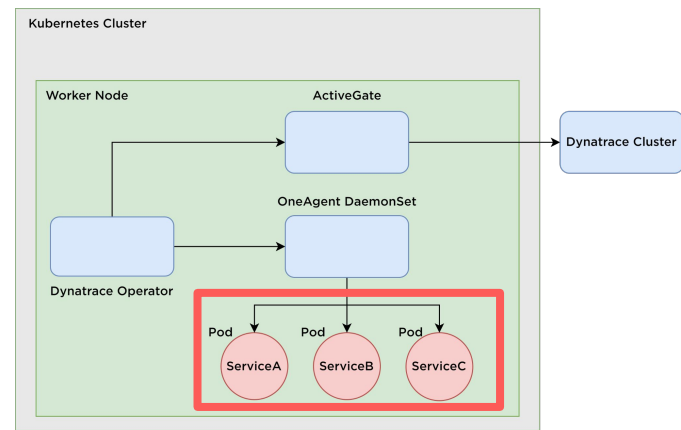 Kubernetes Cluster
Worker Node
ActiveGate
Dynatrace Cluster
OneAgent DaemonSet
Dynatrace Operator
Pod
Pod
Pod
ServiceA
ServiceB
ServiceC